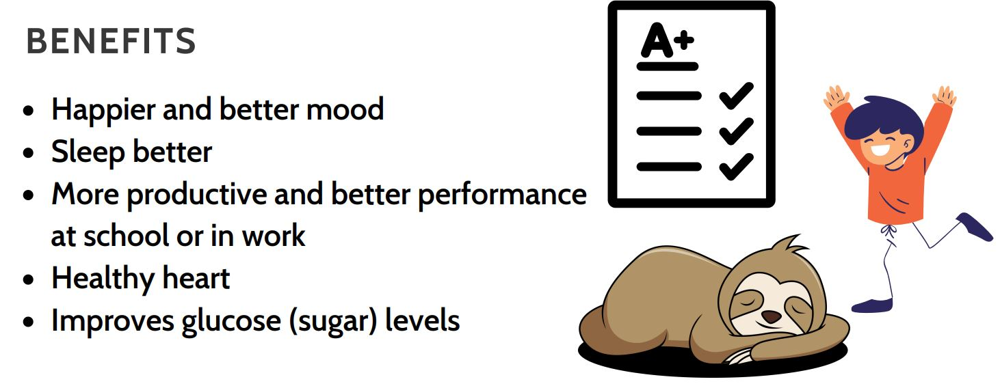 BENEFITS
• Happier and better mood
• Sleep better
• More productive and better performance
at school or in work
• Healthy heart
• Improves glucose (sugar) levels
A+